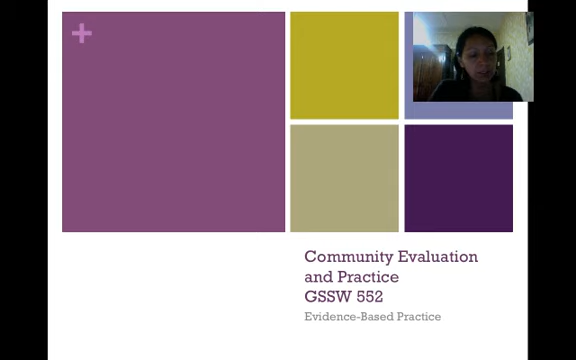 +
Community Evaluation
and Practice
GSSW 552
Evidence-Based Practice